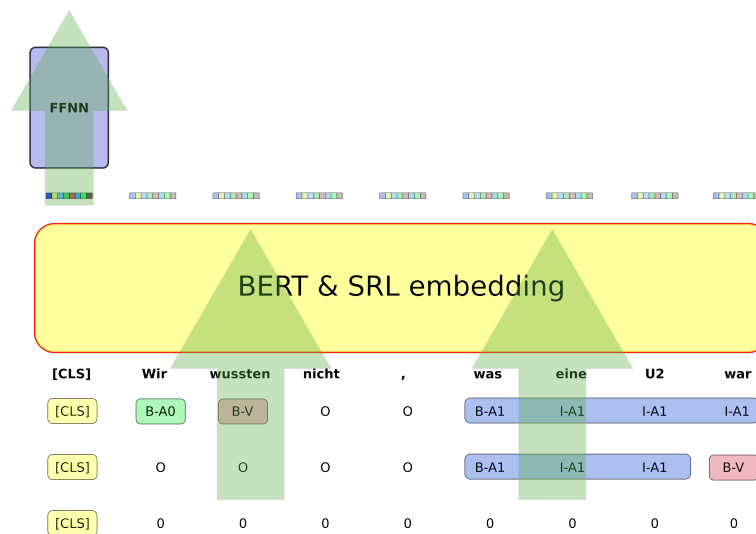 FFNN
BERT & SRL embedding
[CLS] Wir wussten nicht , was eine U2 war
[CLS] B-A0 B-V O O B-A1 I-A1 I-A1 I-A1
[CLS] O O O O B-A1 I-A1 I-A1 B-V
[CLS] 0 0 0 0 0 0 0 0